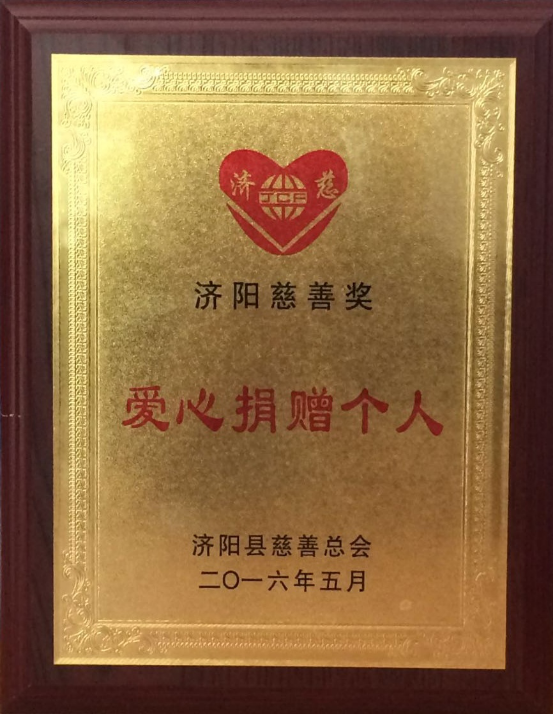 济 JCF 慈
济阳慈善奖
爱心捐赠个人
济阳县慈善总会
二〇一六年五月